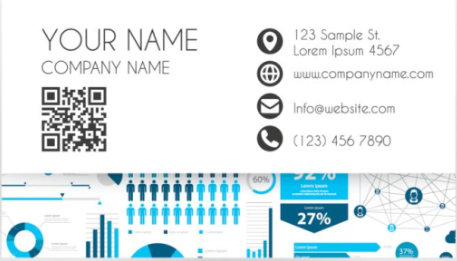 YOUR NAME
COMPANY NAME
123 Sample St.
Lorem Ipsum 4567
www.companyname.com
Info@website.com
(123) 456 7890
60%
92%
27%
37%